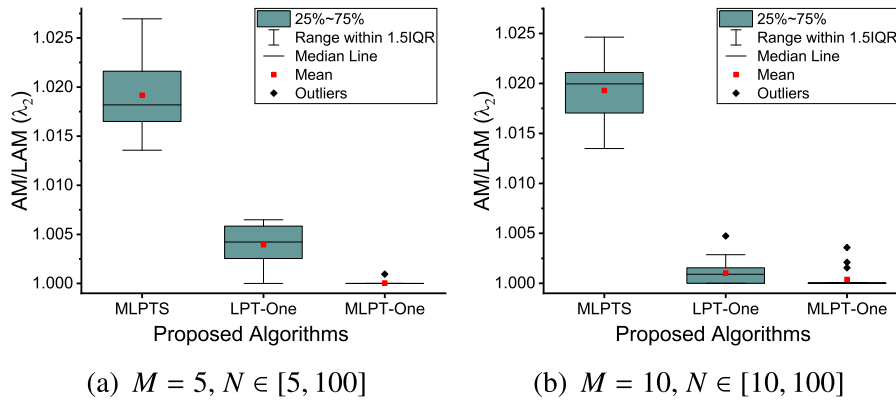 25%~75%
Range within 1.5IQR
Median Line
Mean
Outliers
1.025
1.020
1.015
1.010
1.005
1.000
AM/LAM (λ₂)
MLPTS LPT-One MLPT-One
Proposed Algorithms
(a) M = 5, N ∈ [5, 100]
25%~75%
Range within 1.5IQR
Median Line
Mean
Outliers
1.025
1.020
1.015
1.010
1.005
1.000
AM/LAM (λ₂)
MLPTS LPT-One MLPT-One
Proposed Algorithms
(b) M = 10, N ∈ [10, 100]